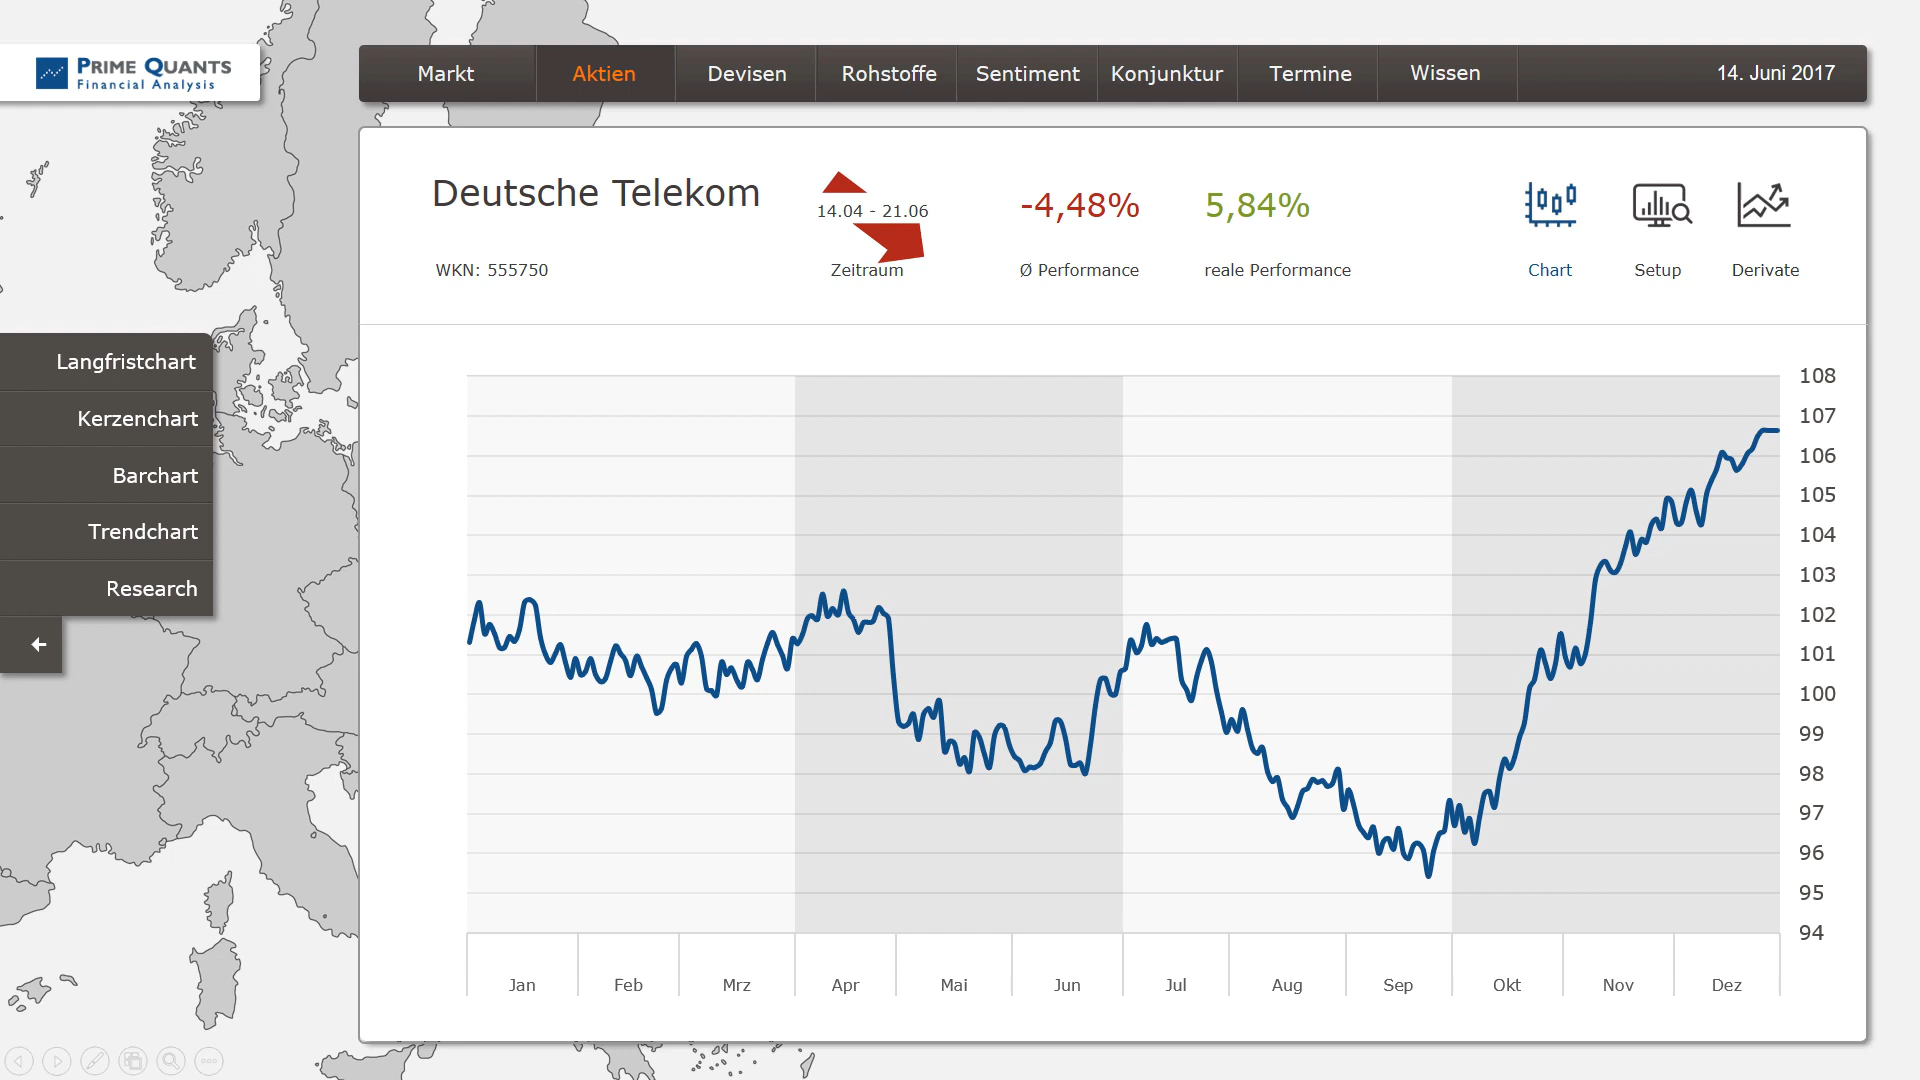 PRIME QUANTS
Financial Analysis
Markt
Aktien
Devisen
Rohstoffe
Sentiment
Konjunktur
Termine
Wissen
14. Juni 2017
Deutsche Telekom
WKN: 555750
14.04 - 21.06
Zeitraum
-4,48%
Ø Performance
5,84%
reale Performance
Chart
Setup
Derivate
Langfristchart
Kerzenchart
Barchart
Trendchart
Research
108
107
106
105
104
103
102
101
100
99
98
97
96
95
94
Jan
Feb
Mrz
Apr
Mai
Jun
Jul
Aug
Sep
Okt
Nov
Dez